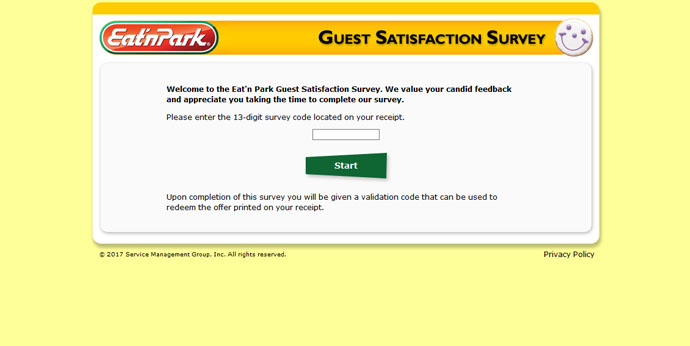 Eat'nPark
GUEST SATISFACTION SURVEY
Welcome to the Eat'n Park Guest Satisfaction Survey. We value your candid feedback
and appreciate you taking the time to complete our survey.
Please enter the 13-digit survey code located on your receipt.
Start
Upon completion of this survey you will be given a validation code that can be used to
redeem the offer printed on your receipt.
© 2017 Service Management Group. Inc. All rights reserved.
Privacy Policy